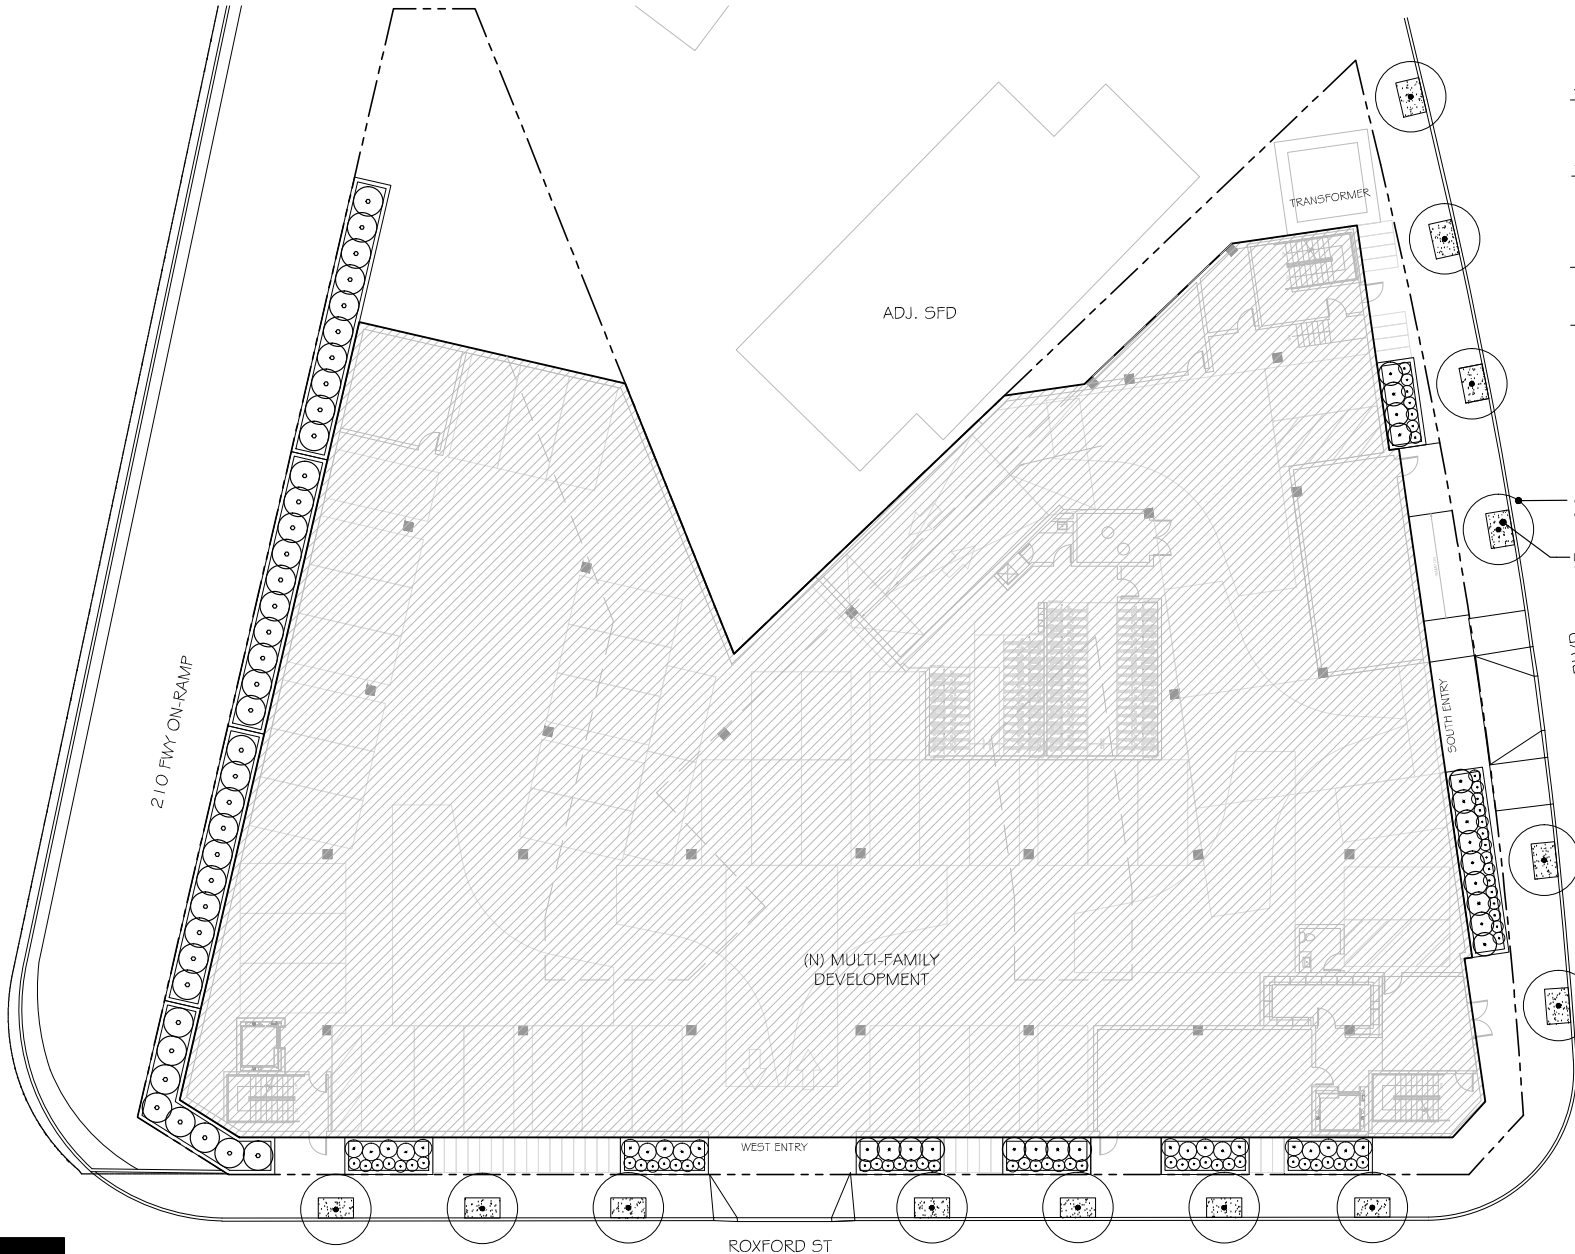 TRANSFORMER
ADJ. SFD
210 FWY ON-RAMP
SOUTH ENTRY
(N) MULTI-FAMILY
DEVELOPMENT
WEST ENTRY
ROXFORD ST